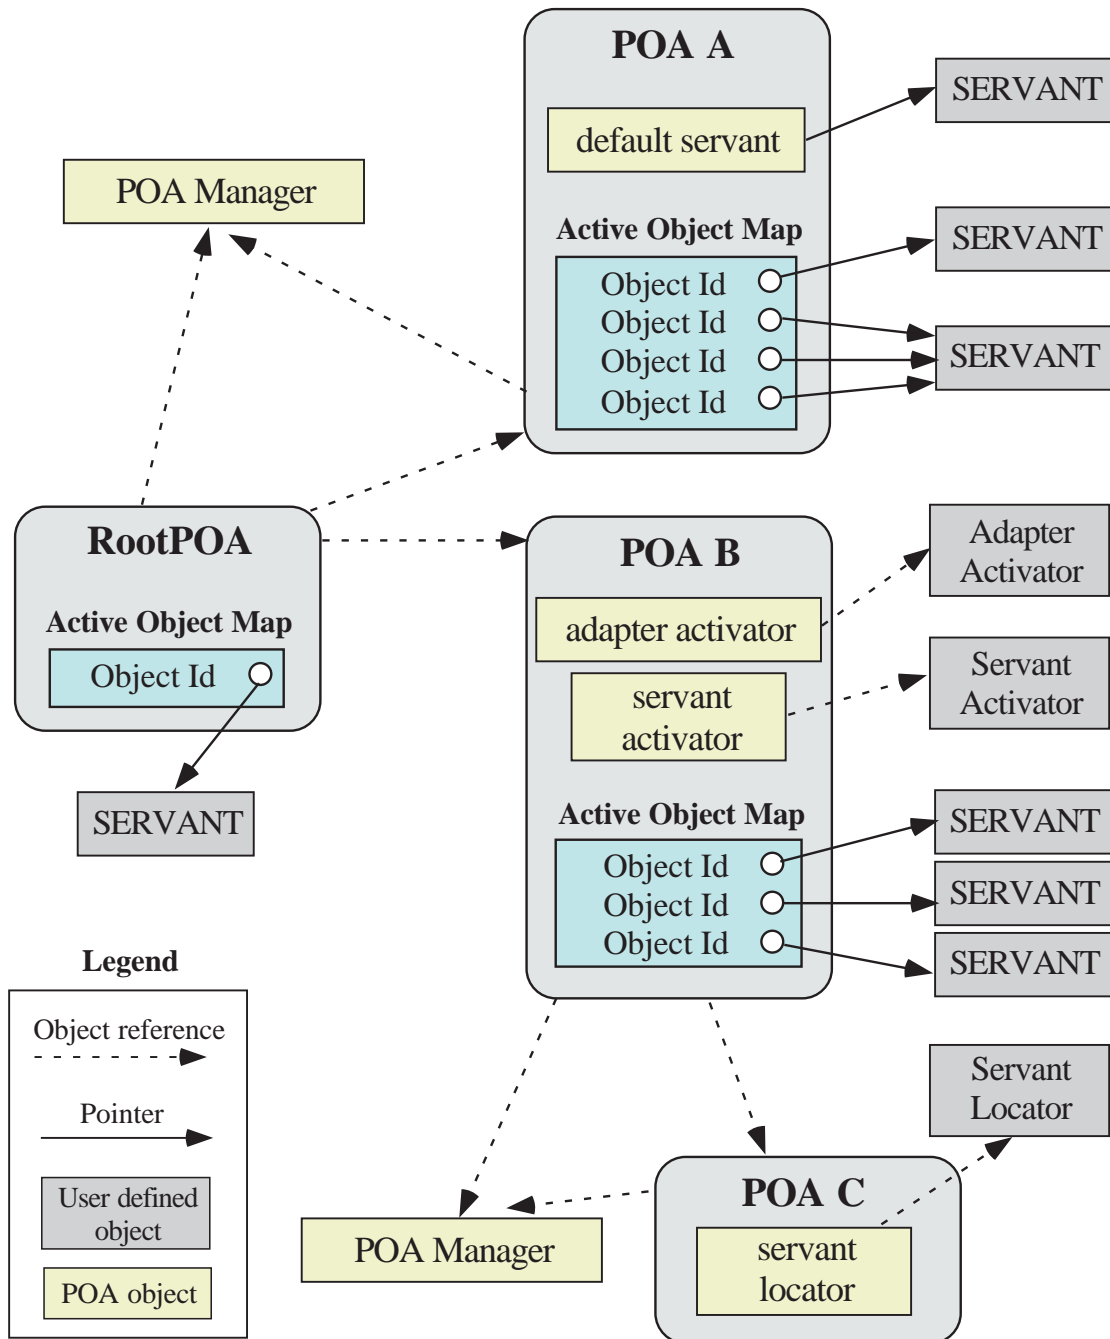 POA A
default servant
SERVANT
POA Manager
Active Object Map
Object Id
Object Id
Object Id
Object Id
SERVANT
SERVANT
RootPOA
Active Object Map
Object Id
SERVANT
POA B
adapter activator
servant
activator
Adapter
Activator
Servant
Activator
Active Object Map
Object Id
Object Id
Object Id
SERVANT
SERVANT
SERVANT
Legend
Object reference
Pointer
User defined
object
POA object
POA Manager
POA C
servant
locator
Servant
Locator